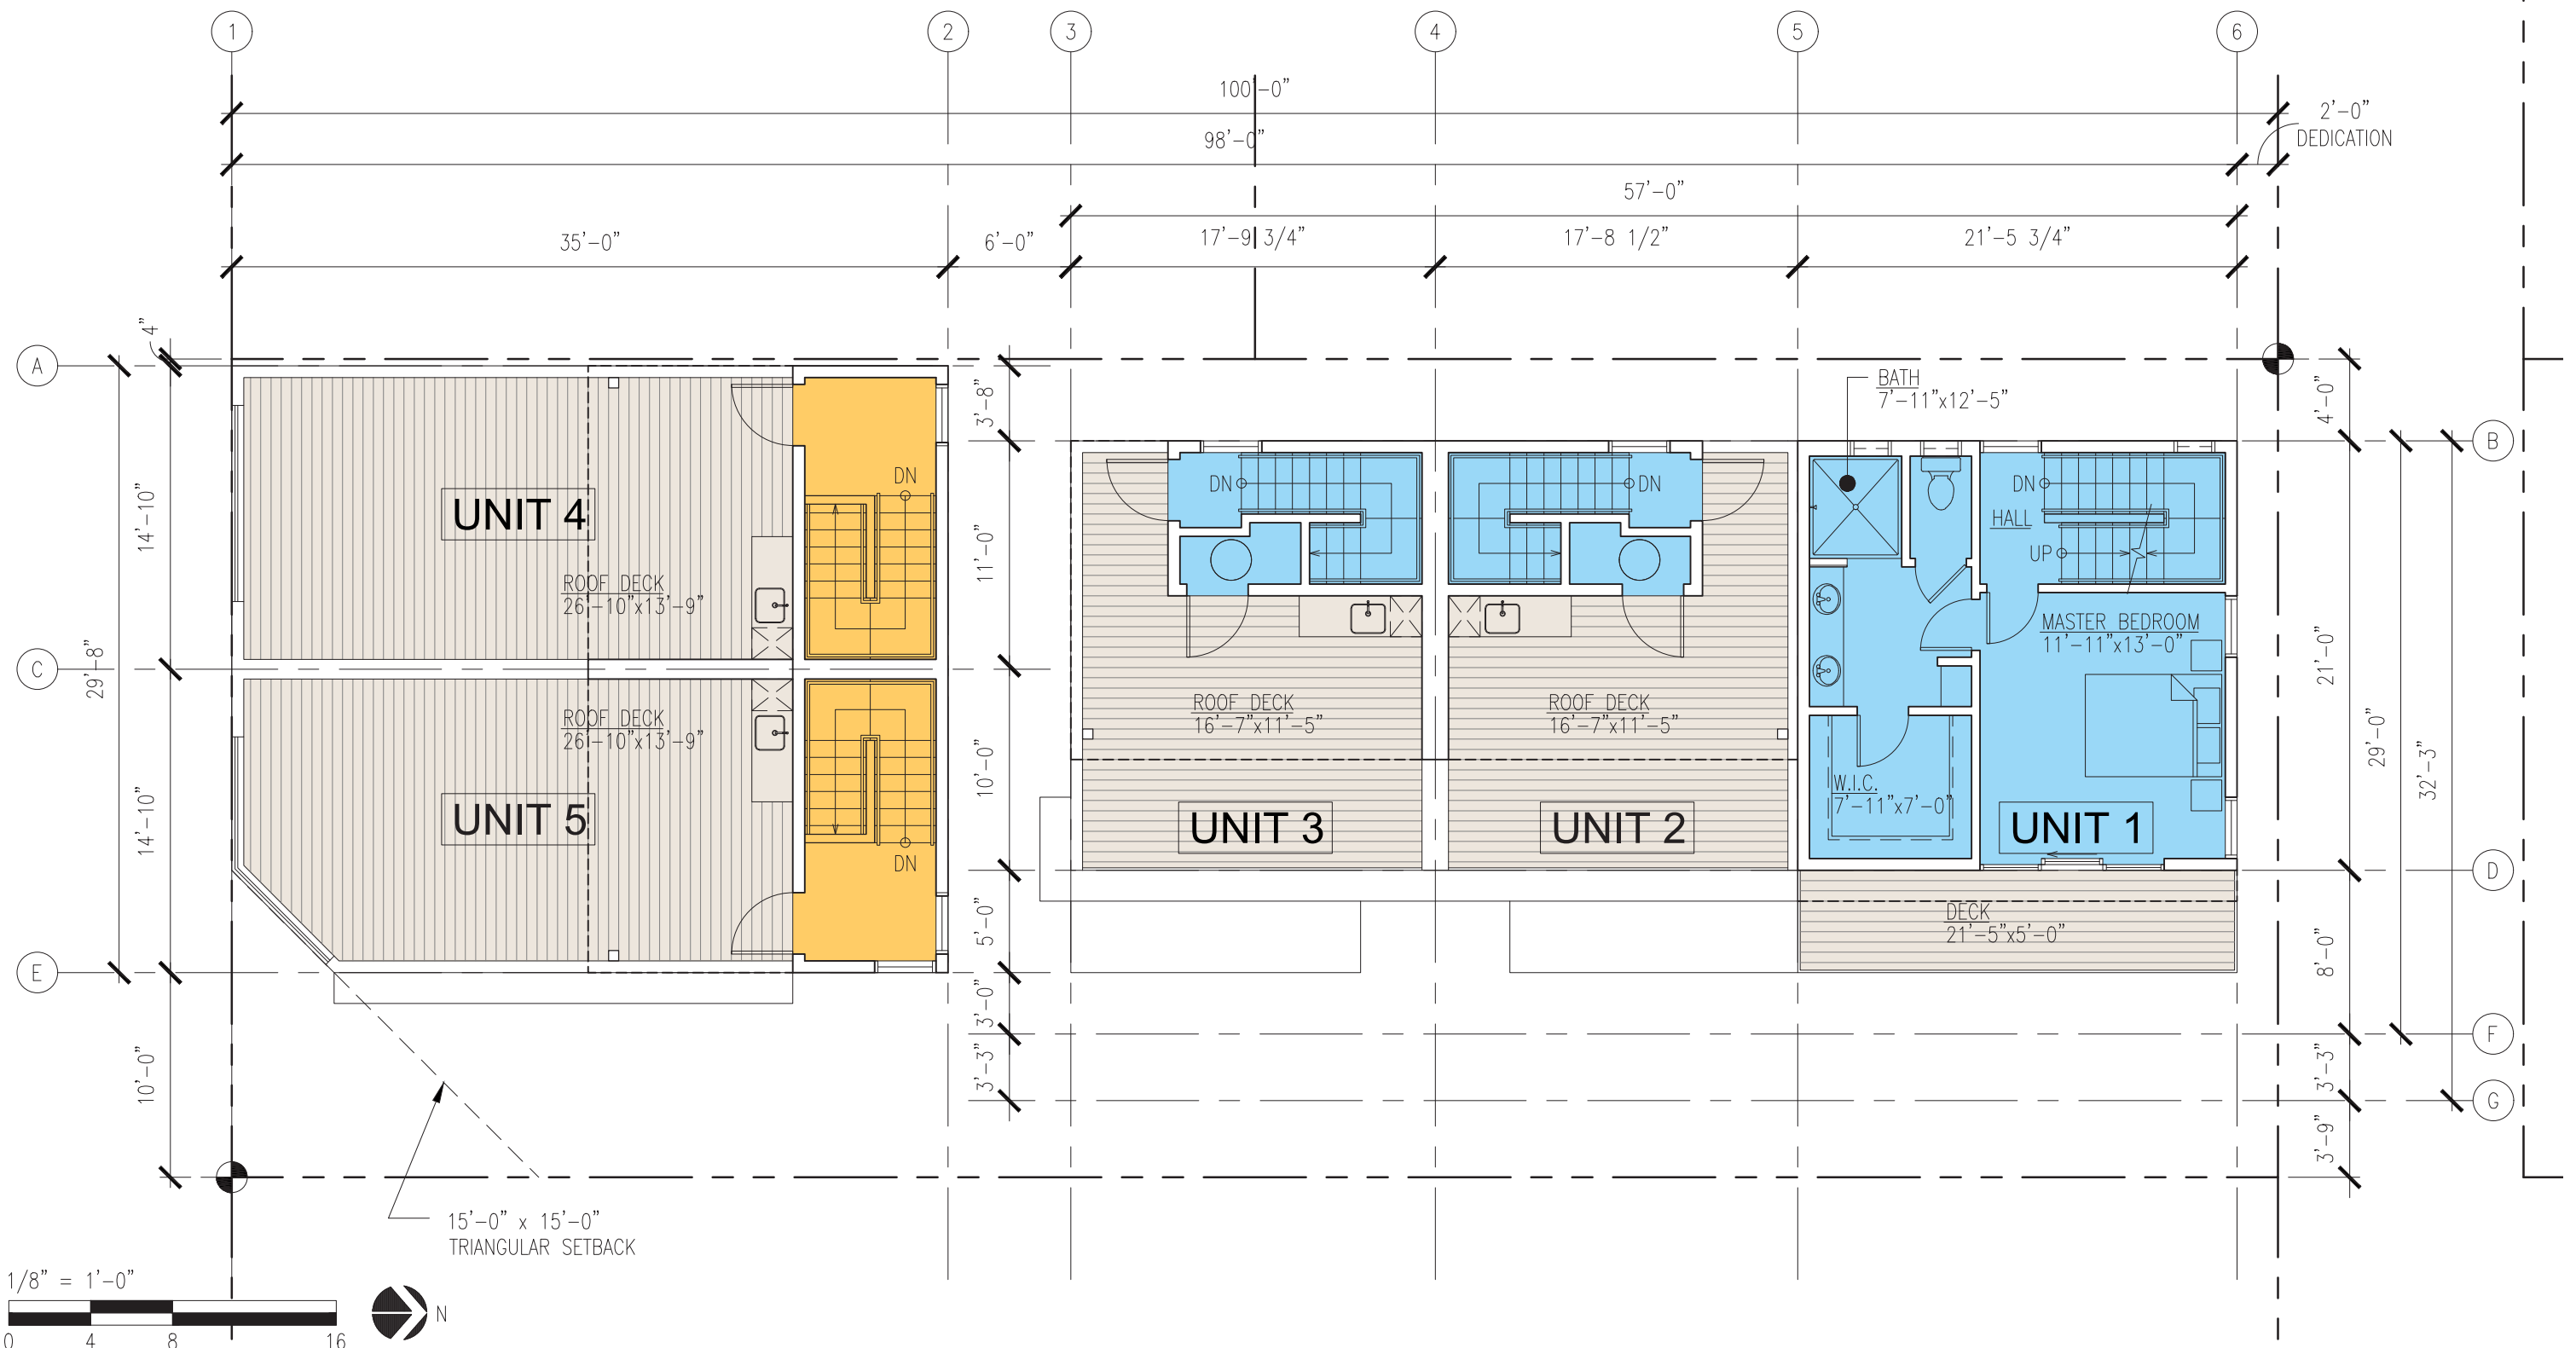 1
2
3
4
5
6
100'-0"
2'-0"
DEDICATION
98'-0"
57'-0"
35'-0"
6'-0"
17'-9 3/4"
17'-8 1/2"
21'-5 3/4"
4"
A
B
C
D
E
F
G
3'-8"
4'-0"
BATH
7'-11"x12'-5"
14'-10"
11'-0"
21'-0"
29'-8"
29'-0"
32'-3"
14'-10"
10'-0"
5'-0"
8'-0"
3'-0"
3'-3"
3'-3"
10'-0"
3'-9"
UNIT 4
DN
ROOF DECK
26'-10"x13'-9"
ROOF DECK
26'-10"x13'-9"
UNIT 5
DN
DN
DN
ROOF DECK
16'-7"x11'-5"
ROOF DECK
16'-7"x11'-5"
UNIT 3
UNIT 2
DN
HALL
UP
MASTER BEDROOM
11'-11"x13'-0"
W.I.C.
7'-11"x7'-0"
UNIT 1
DECK
21'-5"x5'-0"
15'-0" x 15'-0"
TRIANGULAR SETBACK
1/8" = 1'-0"
0 4 8 16
N